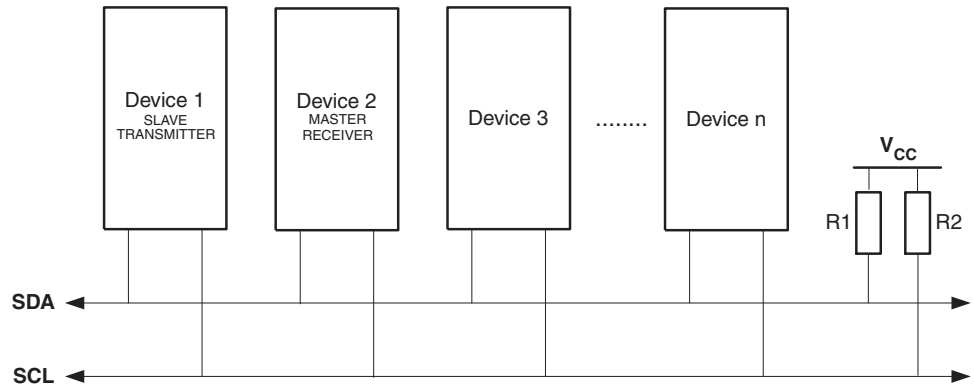 Device 1
SLAVE
TRANSMITTER
Device 2
MASTER
RECEIVER
Device 3
........
Device n
VCC
R1
R2
SDA
SCL